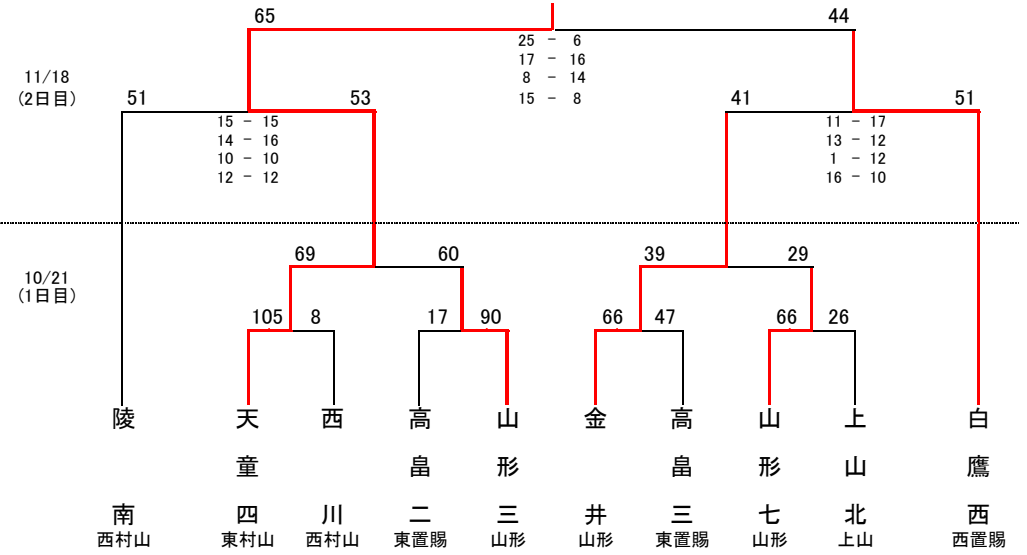 65 44
25 － 6
17 － 16
8 － 14
15 － 8
11/18
(2日目)
51 53 41 51
15 － 15
14 － 16
10 － 10
12 － 12
11 － 17
13 － 12
1 － 12
16 － 10
10/21
(1日目)
69 60 39 29
105 8 17 90 66 47 66 26
陵南
西村山
天童四
東村山
西川
西村山
高畠二
東置賜
山形三
山形
金井
山形
高畠三
東置賜
山形七
山形
上山北
上山
白鷹西
西置賜